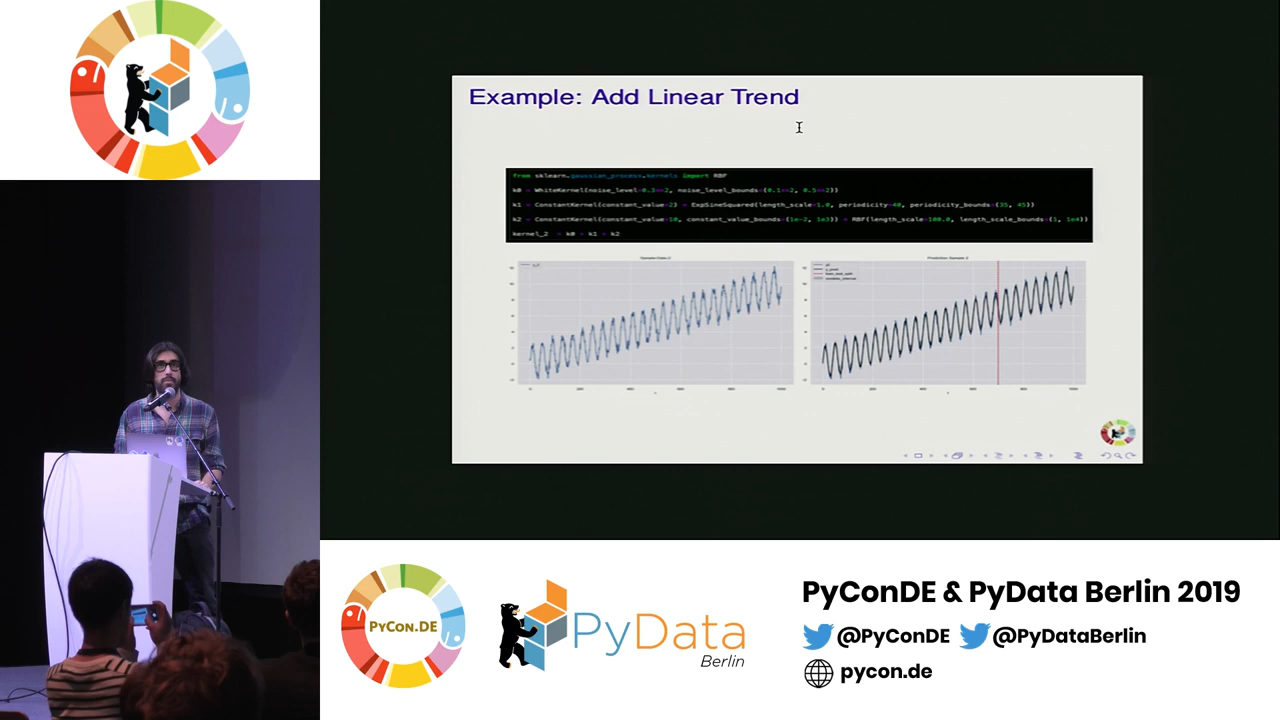 Example: Add Linear Trend
from sklearn.gaussian_process.kernels import RBF
k0 = WhiteKernel(noise_level=0.3**2, noise_level_bounds=(0.1**2, 0.5**2))
k1 = ConstantKernel(constant_value=2) * ExpSineSquared(length_scale=1.0, periodicity=40, periodicity_bounds=(35, 45))
k2 = ConstantKernel(constant_value=10, constant_value_bounds=(1e-2, 1e3)) * RBF(length_scale=100.0, length_scale_bounds=(1, 1e4))
kernel_2 = k0 + k1 + k2
PyCon.DE
PyData
Berlin
PyConDE & PyData Berlin 2019
@PyConDE @PyDataBerlin
pycon.de